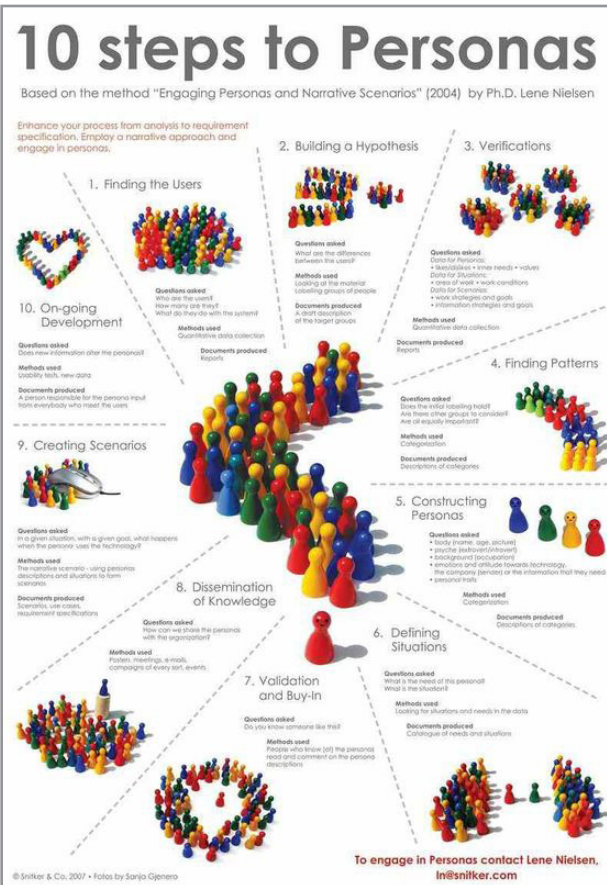 10 steps to Personas
Based on the method "Engaging Personas and Narrative Scenarios" (2004) by Ph.D. Lene Nielsen
Enhance your process from analysis to requirement
specification. Employ a narrative approach and
engage in personas.
1. Finding the Users
Questions asked
Who are the users?
How many are they?
What do they do with the system?
Methods used
Quantitative data collection
Documents produced
Reports
2. Building a Hypothesis
Questions asked
What are the differences
between the users?
Methods used
Looking at the material
Labelling groups of people
Documents produced
A draft description
of the target groups
3. Verifications
Questions asked
Data for Personas:
• likes/dislikes • inner needs • values
Data for Situations:
• area of work • work conditions
Data for Scenarios:
• work strategies and goals
• information strategies and goals
Methods used
Quantitative data collection
Documents produced
Reports
4. Finding Patterns
Questions asked
Does the initial labelling hold?
Are there other groups to consider?
Are all equally important?
Methods used
Categorisation
Documents produced
Descriptions of categories
5. Constructing
Personas
Questions asked
• body (name, age, picture)
• psyche (extrovert/introvert)
• background (occupation)
• emotions and attitude towards technology,
the company (sender) or the information that they need
• personal traits
Methods used
Categorization
Documents produced
Descriptions of categories
6. Defining
Situations
Questions asked
What is the need of this persona?
What is the situation?
Methods used
Looking for situations and needs in the data
Documents produced
Catalogue of needs and situations
7. Validation
and Buy-In
Questions asked
Do you know someone like this?
Methods used
People who know (of) the personas
read and comment on the persona
descriptions
8. Dissemination
of Knowledge
Questions asked
How can we share the personas
with the organization?
Methods used
Posters, meetings, e-mails,
campaigns of every sort, events
9. Creating Scenarios
Questions asked
In a given situation, with a given goal, what happens
when the persona uses the technology?
Methods used
The narrative scenario - using personas
descriptions and situations to form
scenarios
Documents produced
Scenarios, use cases,
requirement specifications
10. On-going
Development
Questions asked
Does new information alter the personas?
Methods used
Usability tests, new data
Documents produced
A person responsible for the persona input
from everybody who meet the users
To engage in Personas contact Lene Nielsen,
ln@snitker.com
© Snitker & Co. 2007 • Fotos by Sanja Gjenero